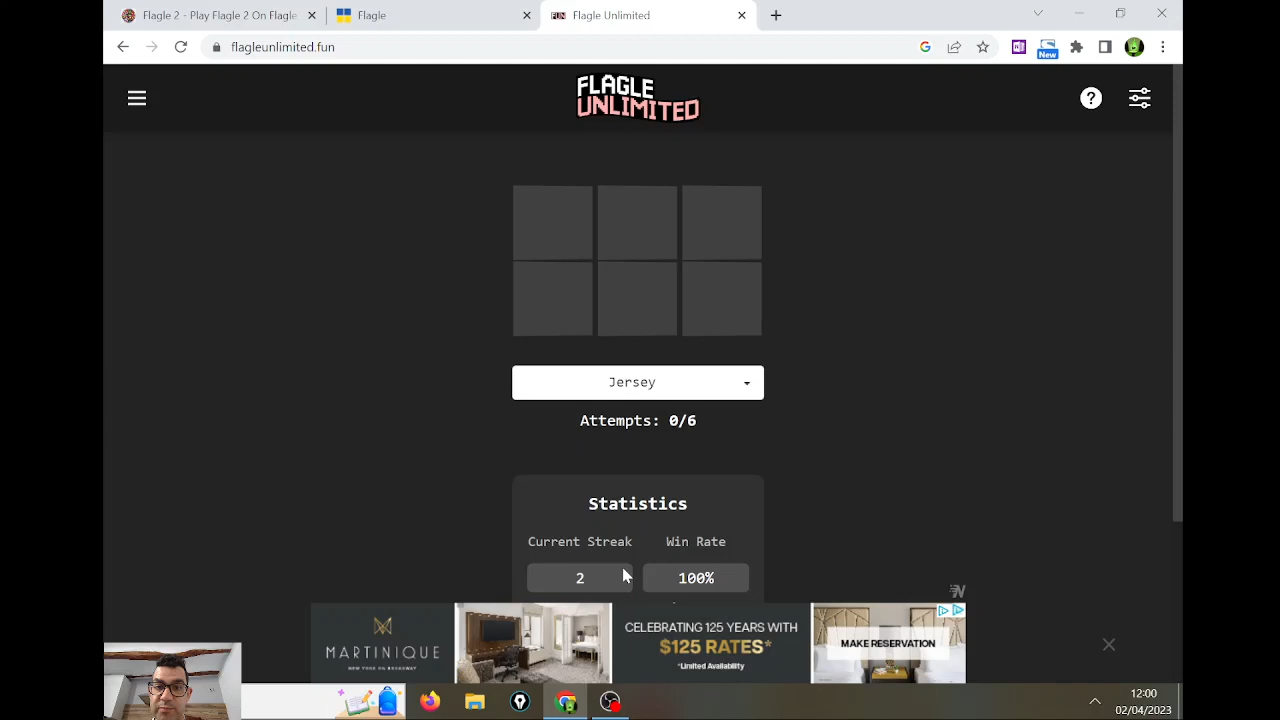 Flagle 2 - Play Flagle 2 On Flagle
Flagle
Flagle Unlimited
flagleunlimited.fun
New
FLAGLE
UNLIMITED
?
Jersey
Attempts: 0/6
Statistics
Current Streak Win Rate
2 100%
MARTINIQUE
NEW YORK ON BROADWAY
CELEBRATING 125 YEARS WITH
$125 RATES*
*Limited Availability
MAKE RESERVATION
12:00
02/04/2023